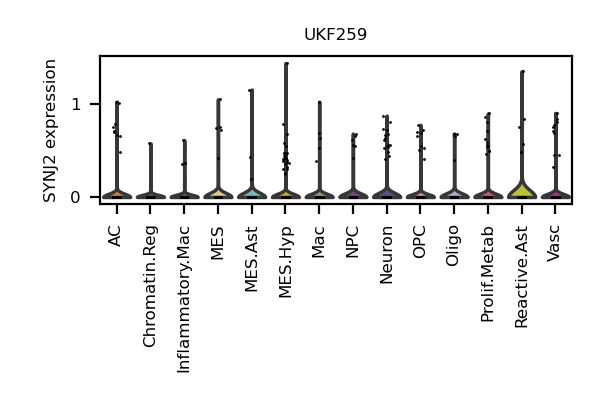 UKF259
SYNJ2 expression
1
0
AC
Chromatin.Reg
Inflammatory.Mac
MES
MES.Ast
MES.Hyp
Mac
NPC
Neuron
OPC
Oligo
Prolif.Metab
Reactive.Ast
Vasc